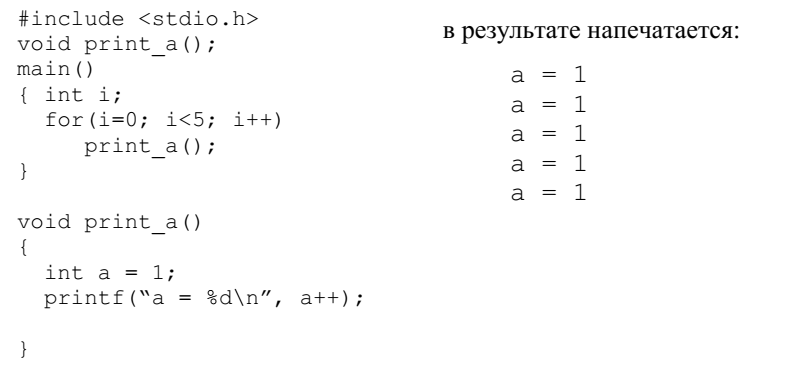 #include <stdio.h>
void print_a();
main()
{ int i;
  for(i=0; i<5; i++)
     print_a();
}

void print_a()
{
  int a = 1;
  printf(“a = %d\n”, a++);

}

в результате напечатается:
a = 1
a = 1
a = 1
a = 1
a = 1